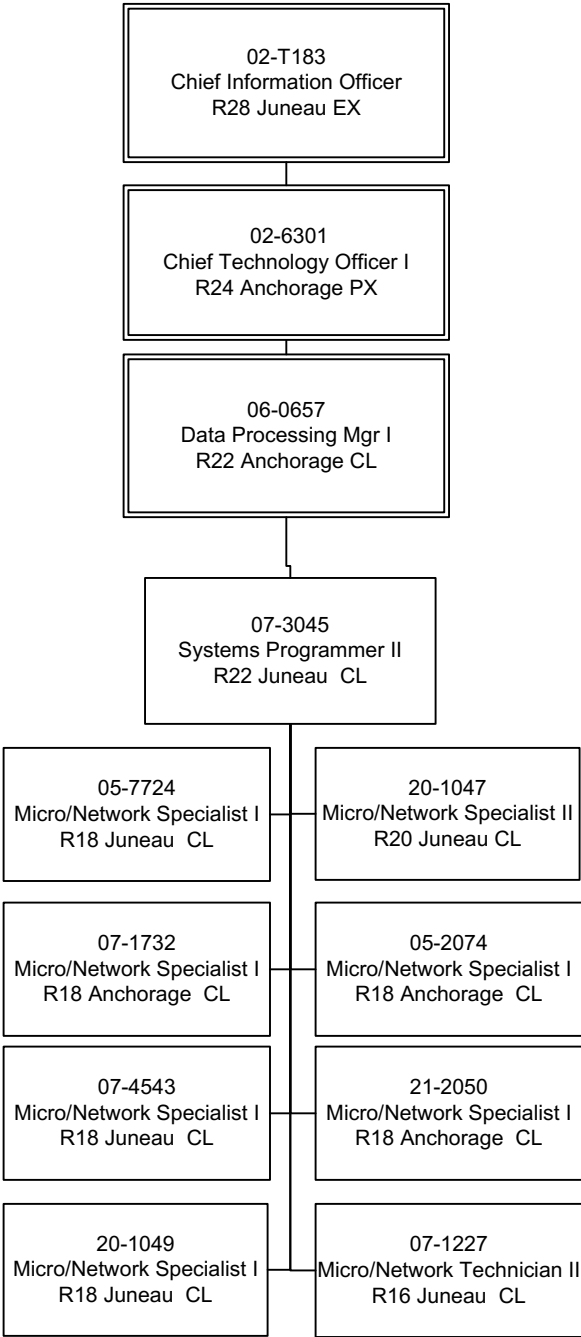 02-T183
Chief Information Officer
R28 Juneau EX
02-6301
Chief Technology Officer I
R24 Anchorage PX
06-0657
Data Processing Mgr I
R22 Anchorage CL
07-3045
Systems Programmer II
R22 Juneau  CL
05-7724
Micro/Network Specialist I
R18 Juneau  CL
20-1047
Micro/Network Specialist II
R20 Juneau CL
07-1732
Micro/Network Specialist I
R18 Anchorage  CL
05-2074
Micro/Network Specialist I
R18 Anchorage  CL
07-4543
Micro/Network Specialist I
R18 Juneau  CL
21-2050
Micro/Network Specialist I
R18 Anchorage  CL
20-1049
Micro/Network Specialist I
R18 Juneau  CL
07-1227
Micro/Network Technician II
R16 Juneau  CL